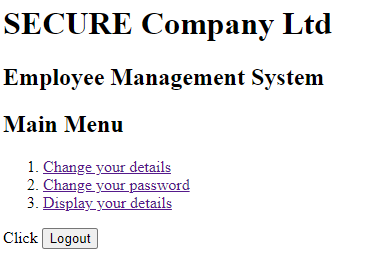 SECURE Company Ltd
Employee Management System
Main Menu
1. Change your details
2. Change your password
3. Display your details
Click Logout